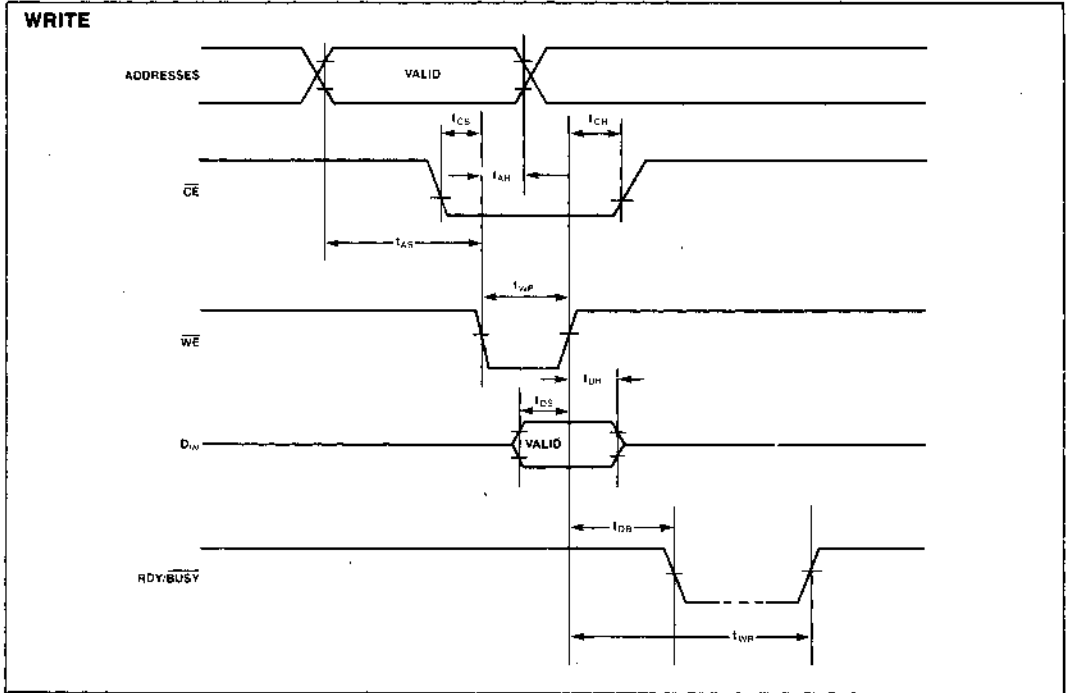 WRITE
ADDRESSES
VALID
tCS
tCH
tAH
CE
tAS
tWP
WE
tDH
tDS
DIN
VALID
tDB
RDY/BUSY
tWR